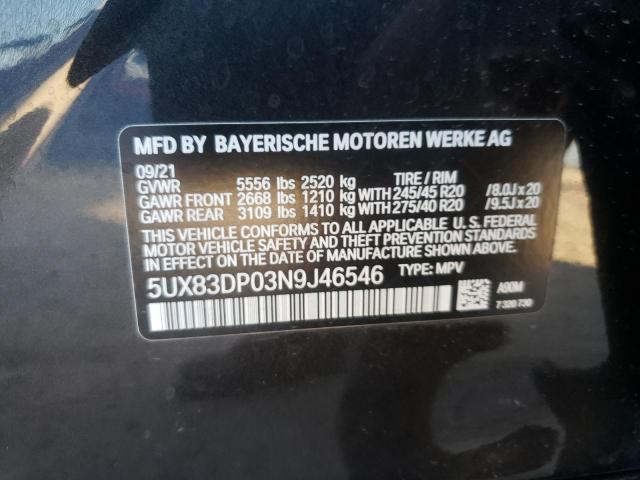 MFD BY BAYERISCHE MOTOREN WERKE AG
09/21
GVWR 5556 lbs 2520 kg TIRE / RIM
GAWR FRONT 2668 lbs 1210 kg WITH 245/45 R20 /8.0J x 20
GAWR REAR 3109 lbs 1410 kg WITH 275/40 R20 /9.5J x 20
THIS VEHICLE CONFORMS TO ALL APPLICABLE U. S. FEDERAL
MOTOR VEHICLE SAFETY AND THEFT PREVENTION STANDARDS
IN EFFECT ON THE DATE OF MANUFACTURE SHOWN ABOVE.
5UX83DP03N9J46546 TYPE: MPV
A90M
7 320 730